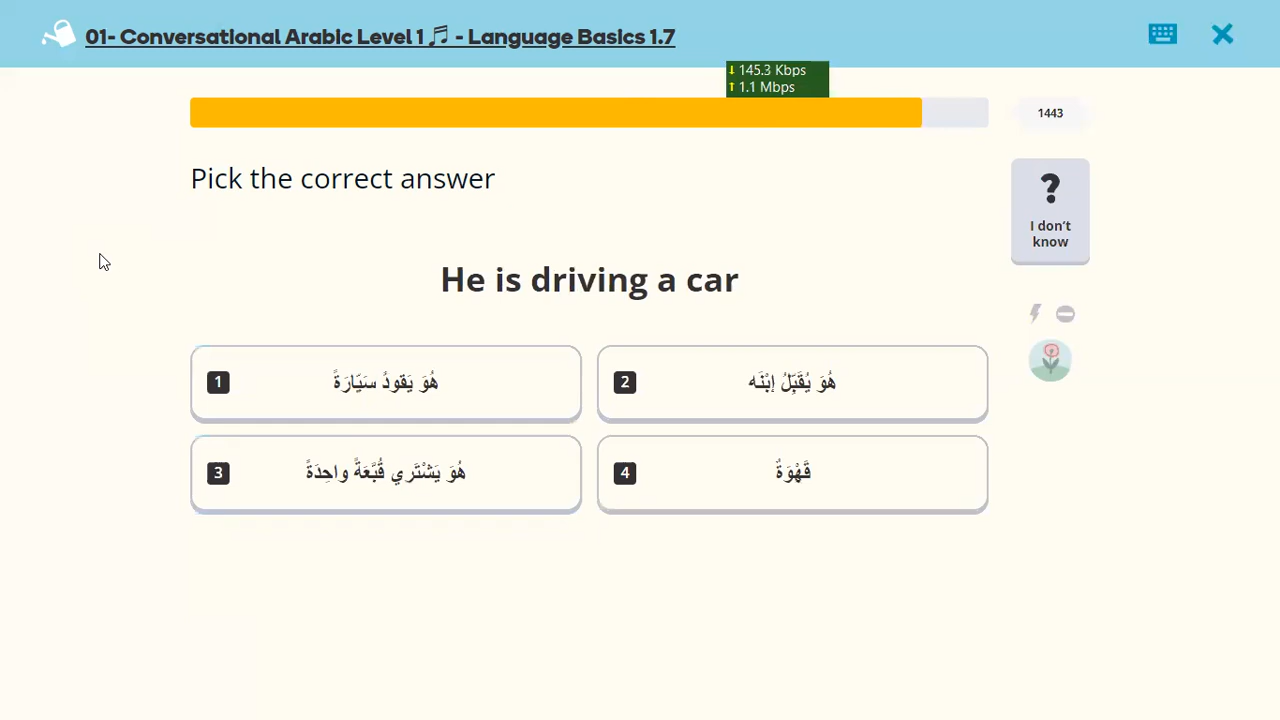 01- Conversational Arabic Level 1 🎵 - Language Basics 1.7
↓ 145.3 Kbps
↑ 1.1 Mbps
1443
Pick the correct answer
?
I don't
know
He is driving a car
1 هُوَ يَقودُ سَيّارَةً
2 هُوَ يُقَبِّلُ إبْنَه
3 هُوَ يَشْتَري قُبَّعَةً واحِدَةً
4 قَهْوَةٌ